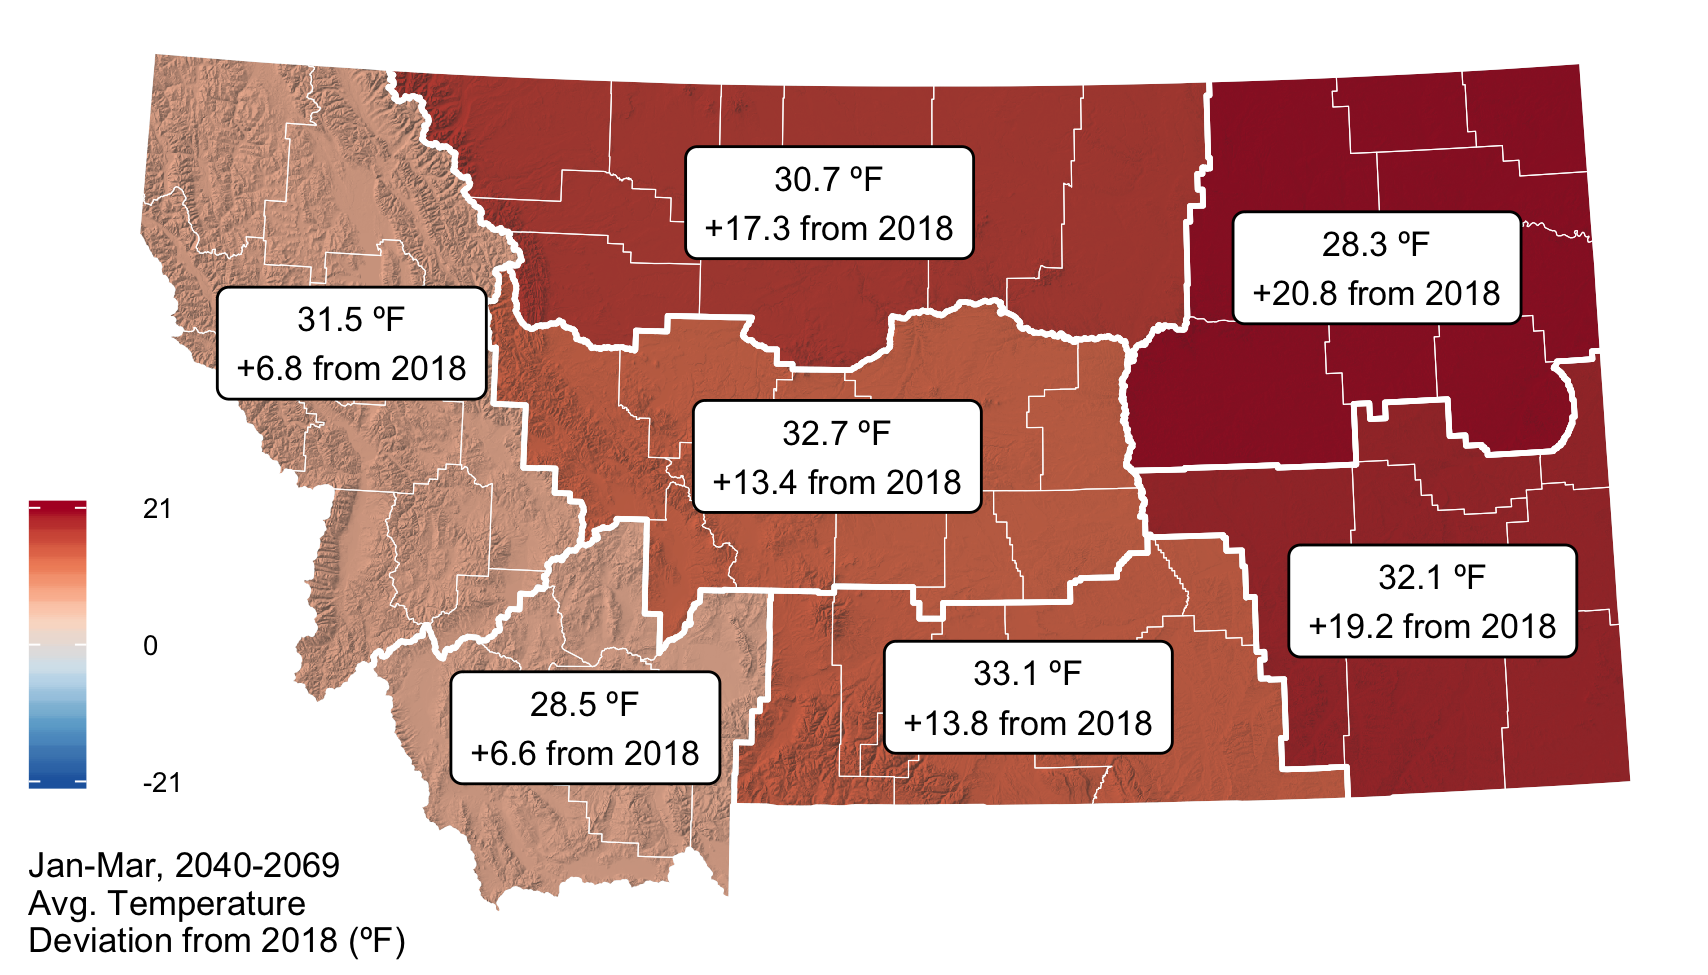 30.7 ºF
+17.3 from 2018
28.3 ºF
+20.8 from 2018
31.5 ºF
+6.8 from 2018
32.7 ºF
+13.4 from 2018
32.1 ºF
+19.2 from 2018
33.1 ºF
+13.8 from 2018
28.5 ºF
+6.6 from 2018
21
0
-21
Jan-Mar, 2040-2069
Avg. Temperature
Deviation from 2018 (ºF)